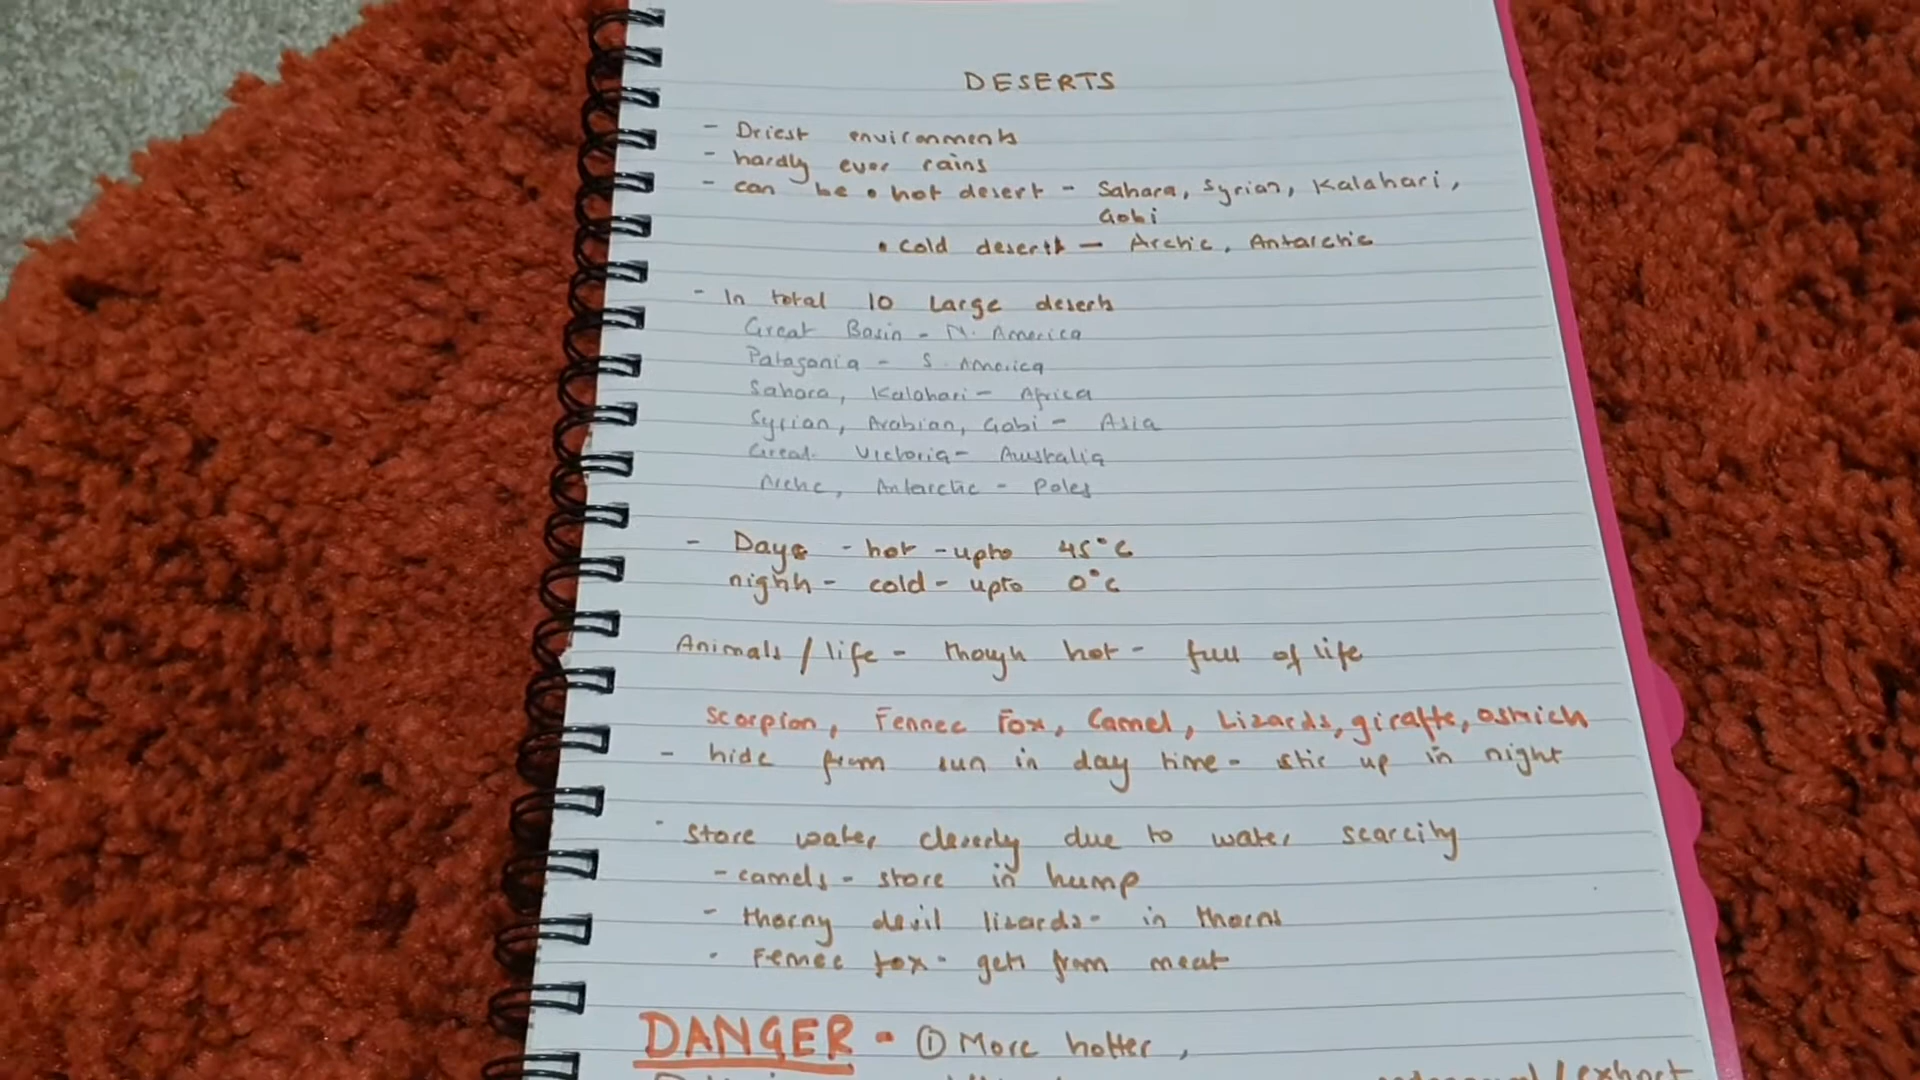 DESERTS
- Driest environments
- hardly ever rains
- can be • hot desert - Sahara, Syrian, Kalahari,
Gobi
• cold deserts - Arctic, Antarctic
- In total 10 Large deserts
Great Basin - N. America
Patagonia - S. America
Sahara, Kalahari - Africa
Syrian, Arabian, Gobi - Asia
Great Victoria - Australia
Arctic, Antarctic - Poles
- Days - hot - upto 45°C
nights - cold - upto 0°C
Animals / life - though hot - full of life
Scorpion, Fennec Fox, Camel, Lizards, giraffe, ostrich
- hide from sun in day time - stir up in night
- store water cleverly due to water scarcity
- camels - store in hump
- thorny devil lizards - in thorns
- Fennec fox - gets from meat
DANGER - ① More hotter,